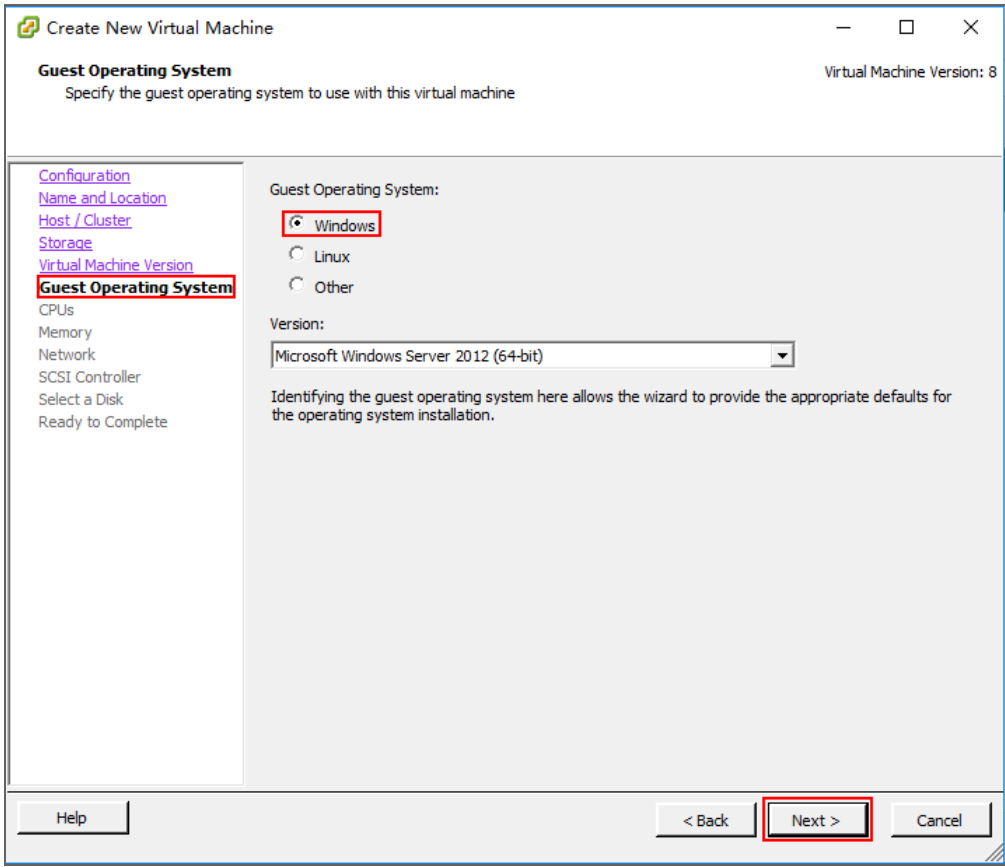 Create New Virtual Machine
Guest Operating System
Virtual Machine Version: 8
Specify the guest operating system to use with this virtual machine
Configuration
Name and Location
Host / Cluster
Storage
Virtual Machine Version
Guest Operating System
CPUs
Memory
Network
SCSI Controller
Select a Disk
Ready to Complete
Guest Operating System:
Windows
Linux
Other
Version:
Microsoft Windows Server 2012 (64-bit)
Identifying the guest operating system here allows the wizard to provide the appropriate defaults for
the operating system installation.
Help
< Back
Next >
Cancel